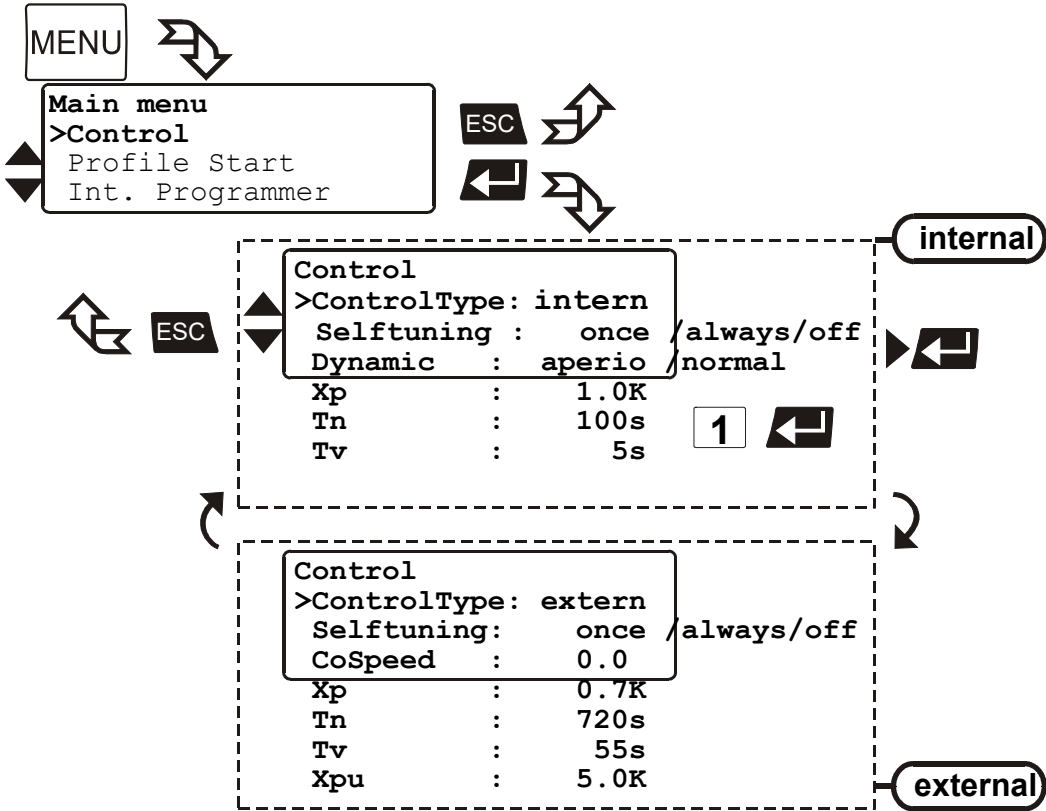 MENU
Main menu
>Control
Profile Start
Int. Programmer
ESC
internal
Control
>ControlType: intern
Selftuning : once /always/off
Dynamic : aperio /normal
Xp : 1.0K
Tn : 100s
Tv : 5s
ESC
1
Control
>ControlType: extern
Selftuning: once /always/off
CoSpeed : 0.0
Xp : 0.7K
Tn : 720s
Tv : 55s
Xpu : 5.0K
external